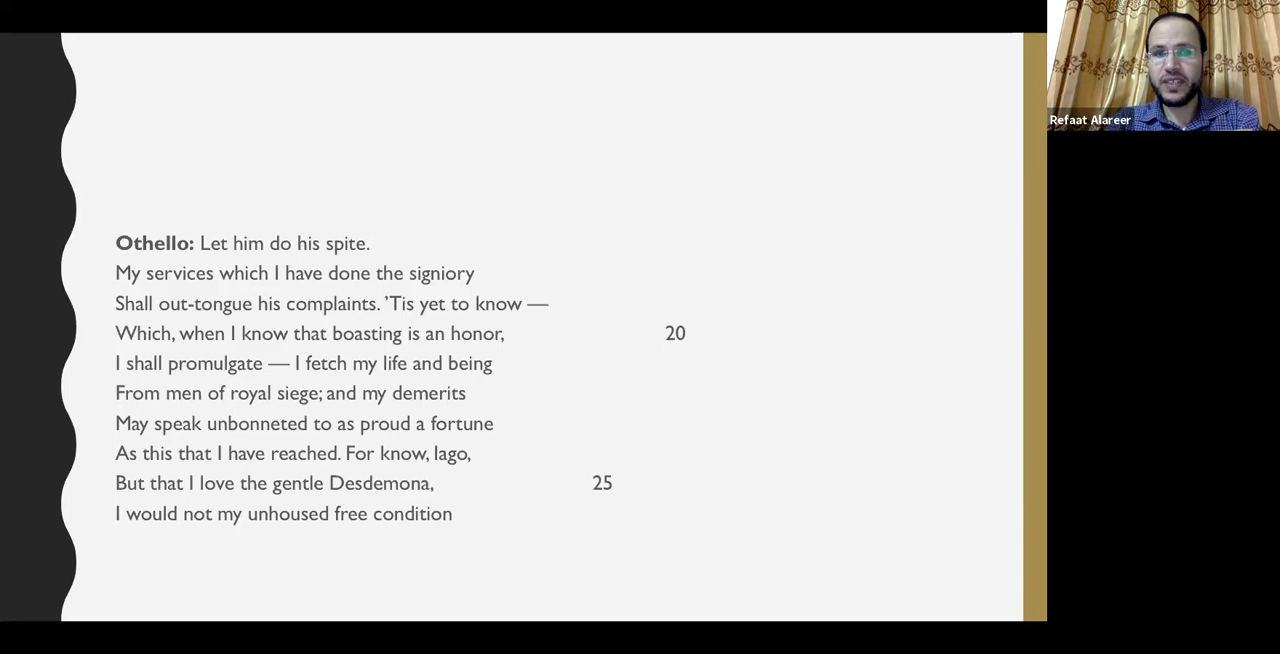 Othello: Let him do his spite.
My services which I have done the signiory
Shall out-tongue his complaints. ’Tis yet to know —
Which, when I know that boasting is an honor, 20
I shall promulgate — I fetch my life and being
From men of royal siege; and my demerits
May speak unbonneted to as proud a fortune
As this that I have reached. For know, Iago,
But that I love the gentle Desdemona, 25
I would not my unhoused free condition
Refaat Alareer